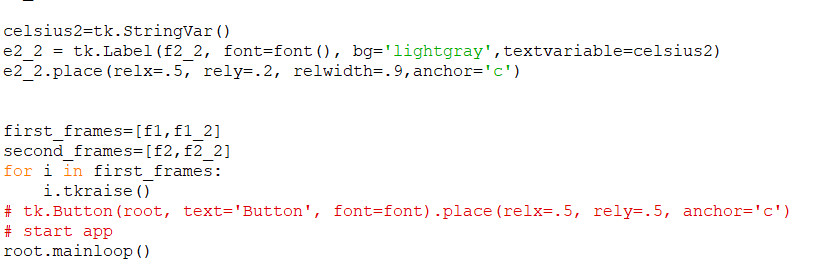 celsius2=tk.StringVar()
e2_2 = tk.Label(f2_2, font=font(), bg='lightgray',textvariable=celsius2)
e2_2.place(relx=.5, rely=.2, relwidth=.9,anchor='c')
first_frames=[f1,f1_2]
second_frames=[f2,f2_2]
for i in first_frames:
    i.tkraise()
# tk.Button(root, text='Button', font=font).place(relx=.5, rely=.5, anchor='c')
# start app
root.mainloop()